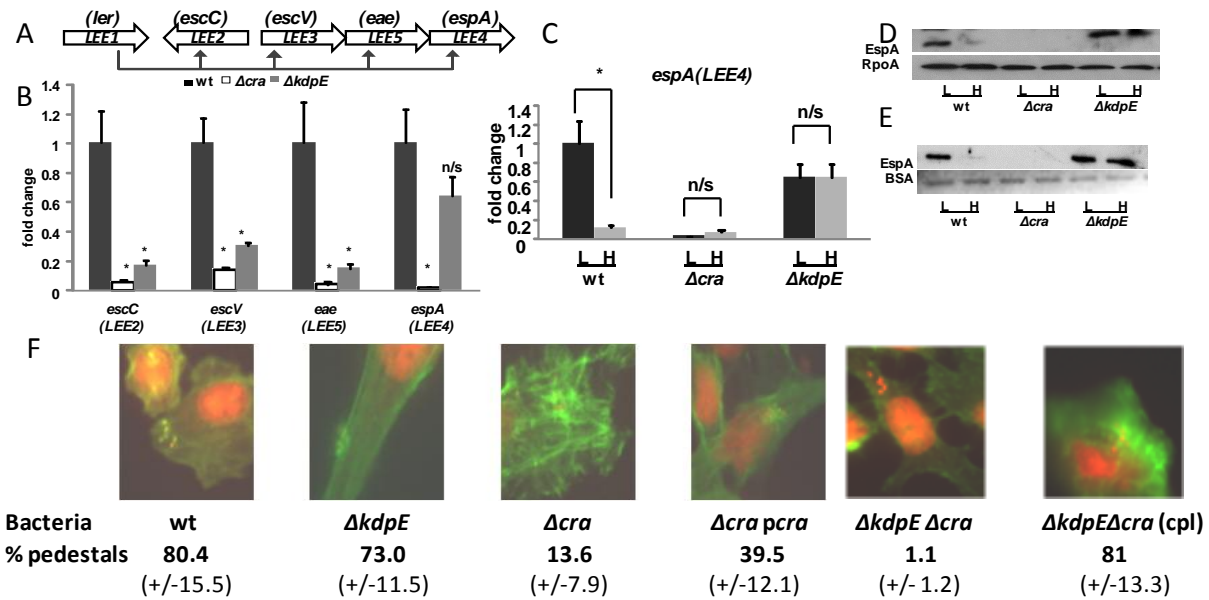 A
(ler) (escC) (escV) (eae) (espA)
LEE1 LEE2 LEE3 LEE5 LEE4
wt Δcra ΔkdpE
B
1.4
1.2
1
0.8
0.6
0.4
0.2
0
fold change
* * * * * * * n/s
escC escV eae espA
(LEE2) (LEE3) (LEE5) (LEE4)
C
espA(LEE4)
1.4
1.2
1
0.8
0.6
0.4
0.2
0
fold change
* n/s n/s
L H L H L H
wt Δcra ΔkdpE
D
EspA
RpoA
L H L H L H
wt Δcra ΔkdpE
E
EspA
BSA
L H L H L H
wt Δcra ΔkdpE
F
Bacteria wt ΔkdpE Δcra Δcra pcra ΔkdpE Δcra ΔkdpEΔcra (cpl)
% pedestals 80.4 73.0 13.6 39.5 1.1 81
(+/-15.5) (+/-11.5) (+/-7.9) (+/-12.1) (+/- 1.2) (+/-13.3)